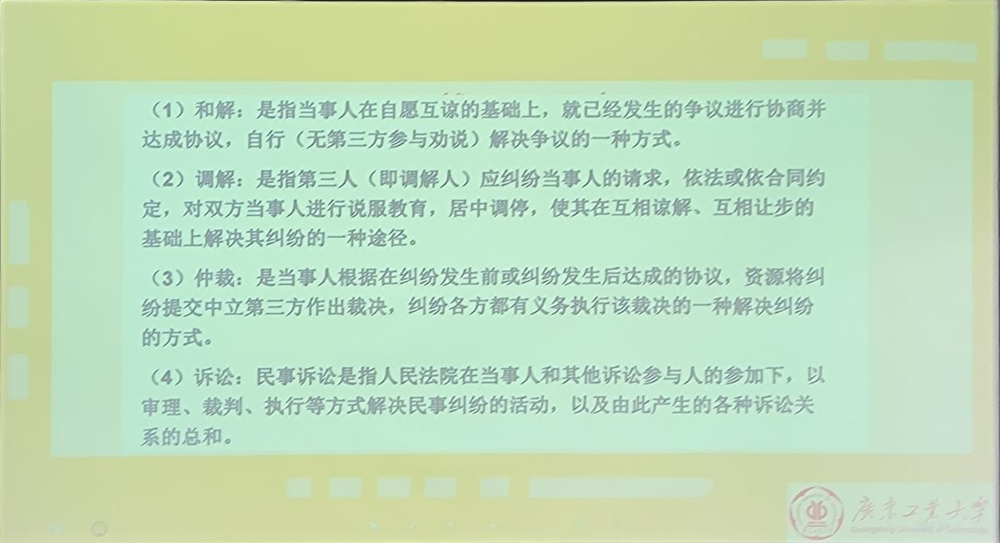 （1）和解：是指当事人在自愿互谅的基础上，就已经发生的争议进行协商并
达成协议，自行（无第三方参与劝说）解决争议的一种方式。
（2）调解：是指第三人（即调解人）应纠纷当事人的请求，依法或依合同约
定，对双方当事人进行说服教育，居中调停，使其在互相谅解、互相让步的
基础上解决其纠纷的一种途径。
（3）仲裁：是当事人根据在纠纷发生前或纠纷发生后达成的协议，资源将纠
纷提交中立第三方作出裁决，纠纷各方都有义务执行该裁决的一种解决纠纷
的方式。
（4）诉讼：民事诉讼是指人民法院在当事人和其他诉讼参与人的参加下，以
审理、裁判、执行等方式解决民事纠纷的活动，以及由此产生的各种诉讼关
系的总和。
广东工业大学
Guangdong University of Technology